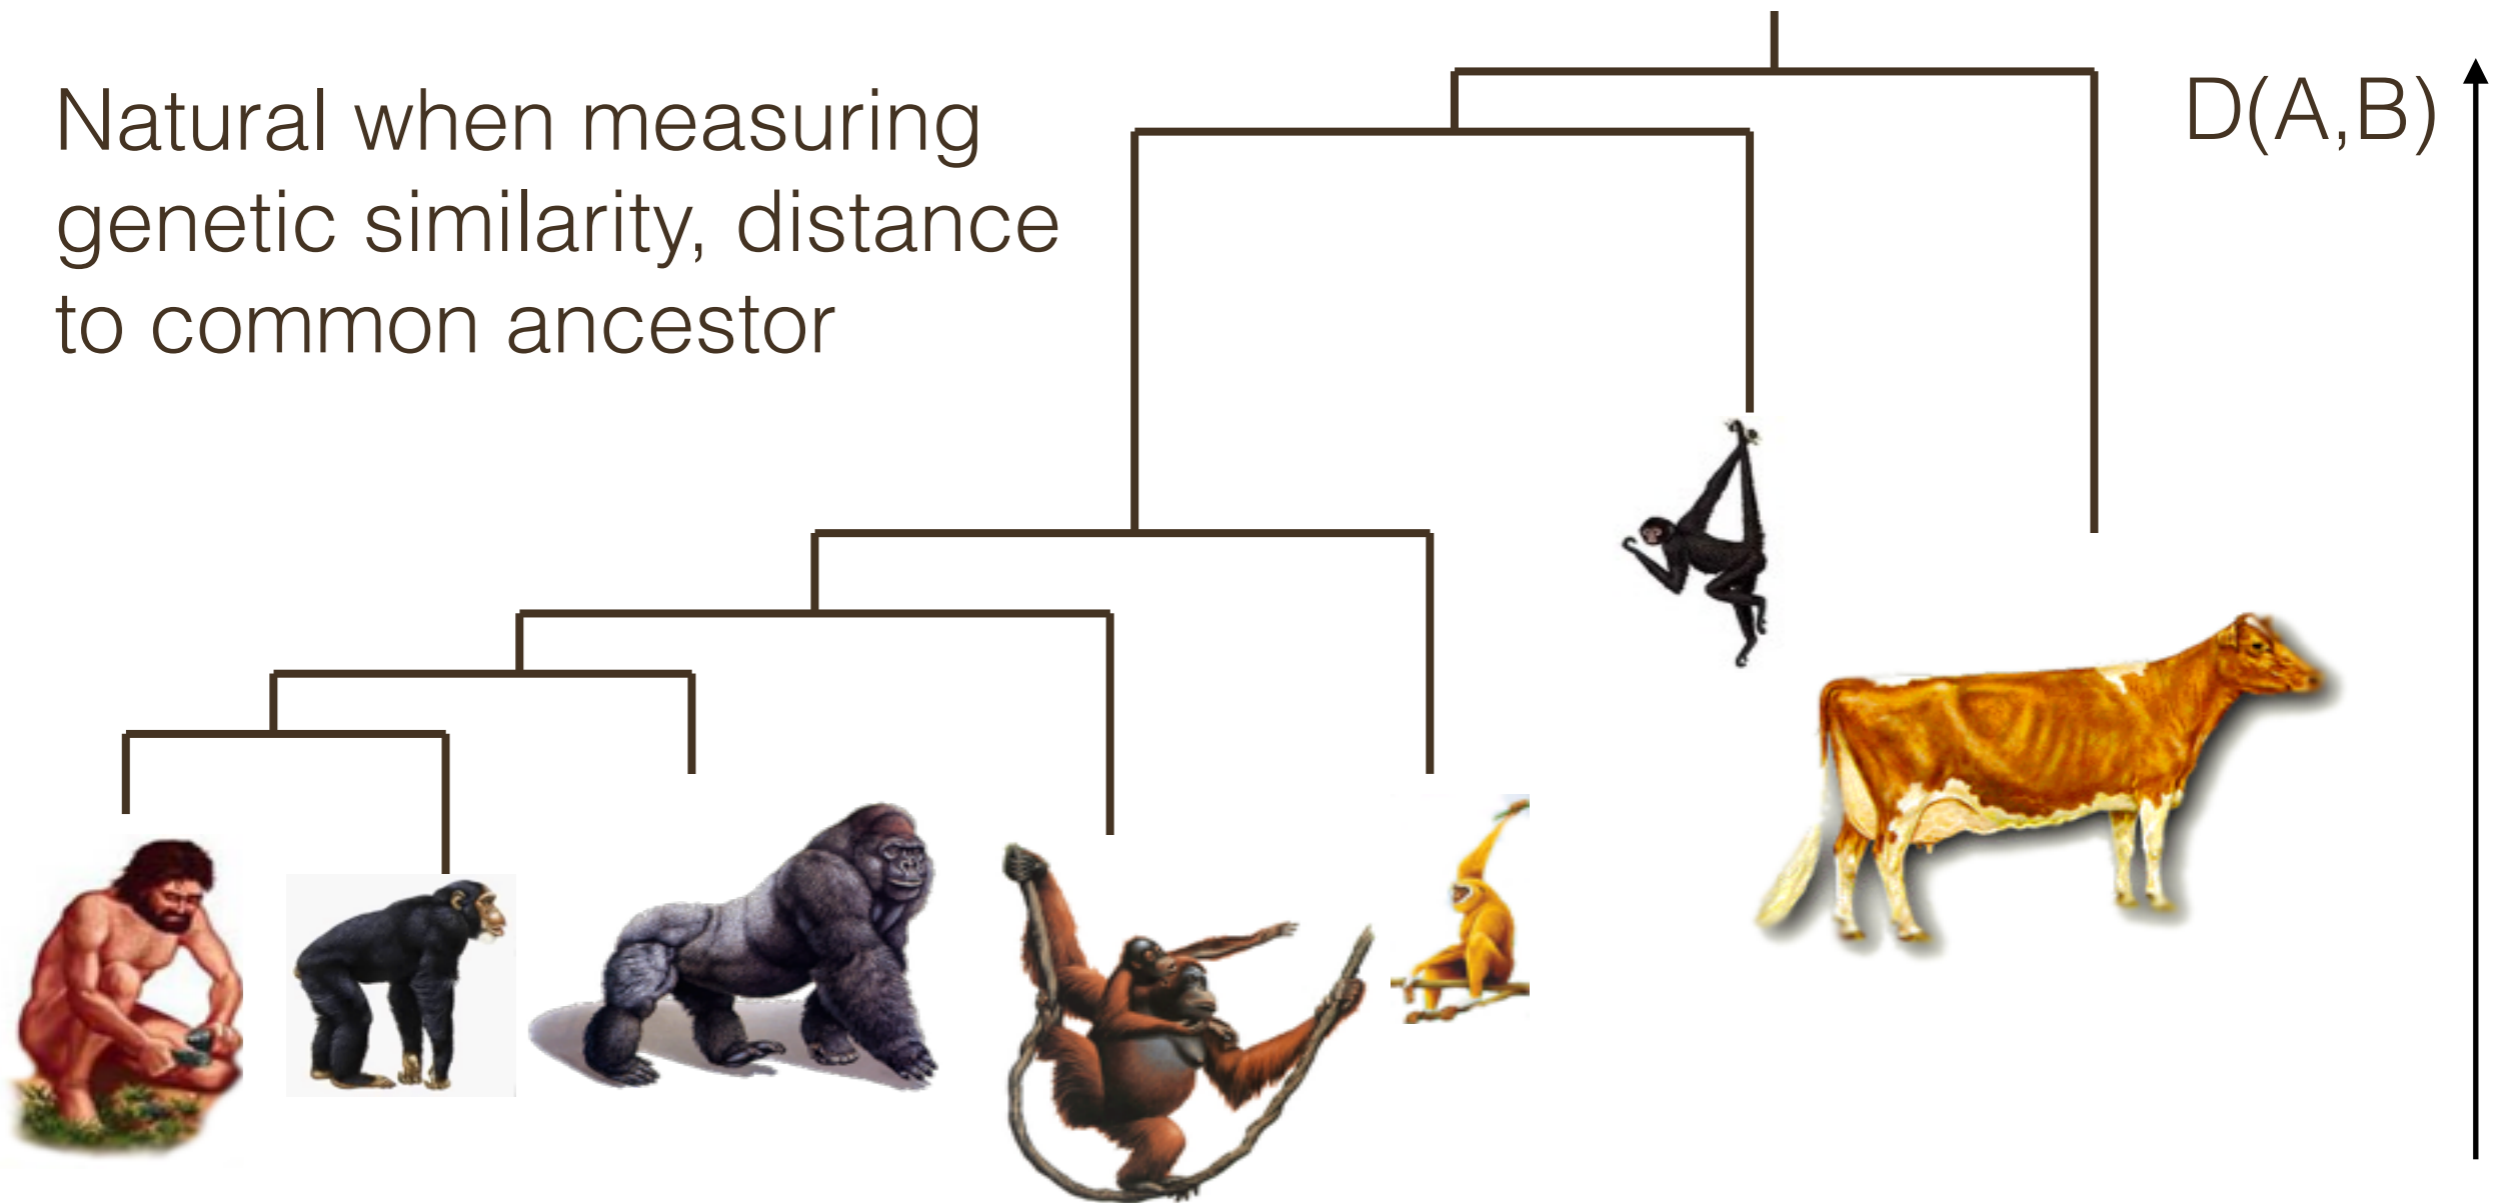 Natural when measuring
genetic similarity, distance
to common ancestor
D(A,B)